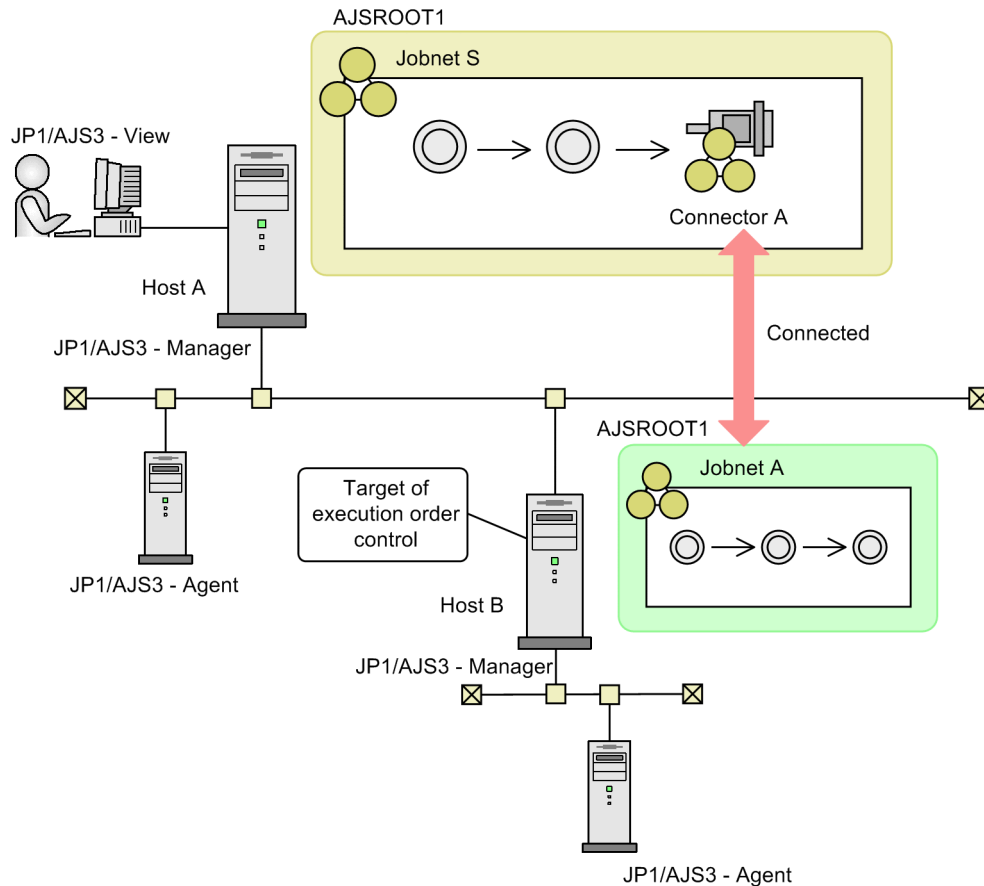 AJSROOT1
Jobnet S
JP1/AJS3 - View
Connector A
Host A
Connected
JP1/AJS3 - Manager
AJSROOT1
Jobnet A
Target of
execution order
control
JP1/AJS3 - Agent
Host B
JP1/AJS3 - Manager
JP1/AJS3 - Agent